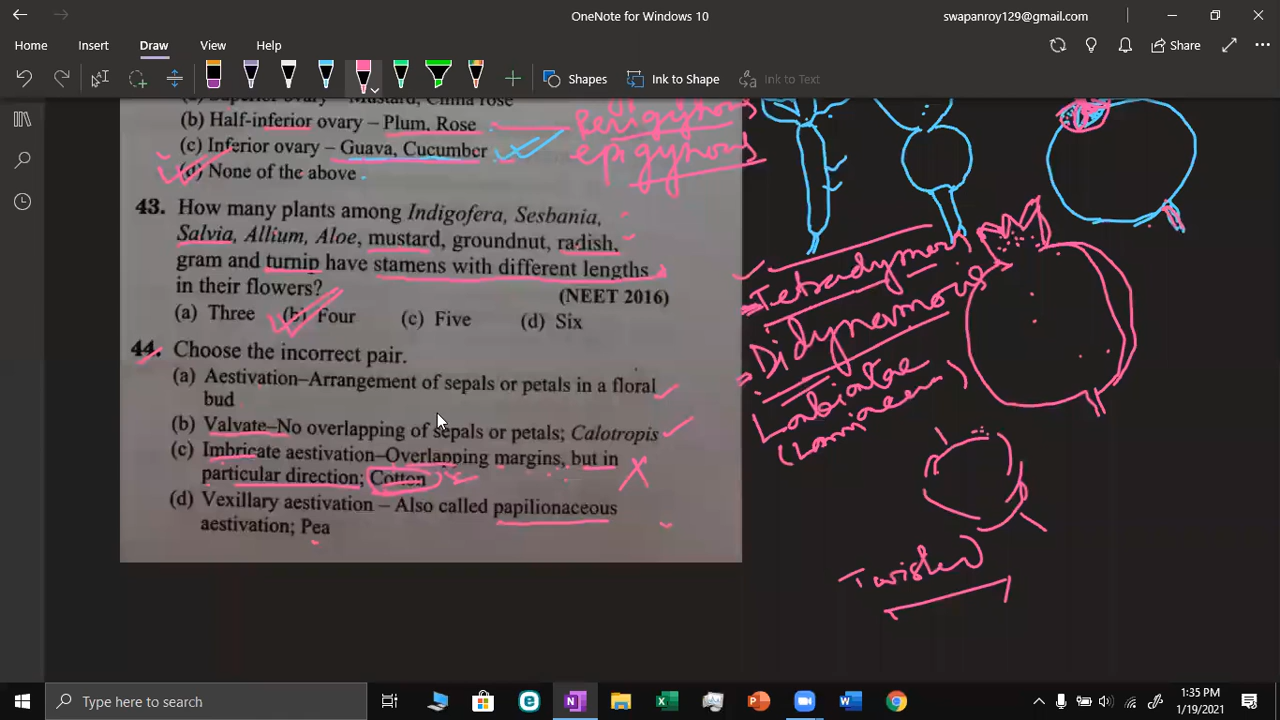 OneNote for Windows 10
swapanroy129@gmail.com
Home Insert Draw View Help
Share
Shapes
Ink to Shape
Ink to Text
(a) Superior ovary – Mustard, China rose
(b) Half-inferior ovary – Plum, Rose
Perigynous
(c) Inferior ovary – Guava, Cucumber
epigynous
(d) None of the above
43. How many plants among Indigofera, Sesbania,
Salvia, Allium, Aloe, mustard, groundnut, radish,
gram and turnip have stamens with different lengths
in their flowers?
(NEET 2016)
(a) Three (b) Four (c) Five (d) Six
44. Choose the incorrect pair.
(a) Aestivation–Arrangement of sepals or petals in a floral
bud
(b) Valvate–No overlapping of sepals or petals; Calotropis
(c) Imbricate aestivation–Overlapping margins, but in
particular direction; Cotton
(d) Vexillary aestivation – Also called papilionaceous
aestivation; Pea
Didynamous
Twisted
Type here to search
1:35 PM
1/19/2021